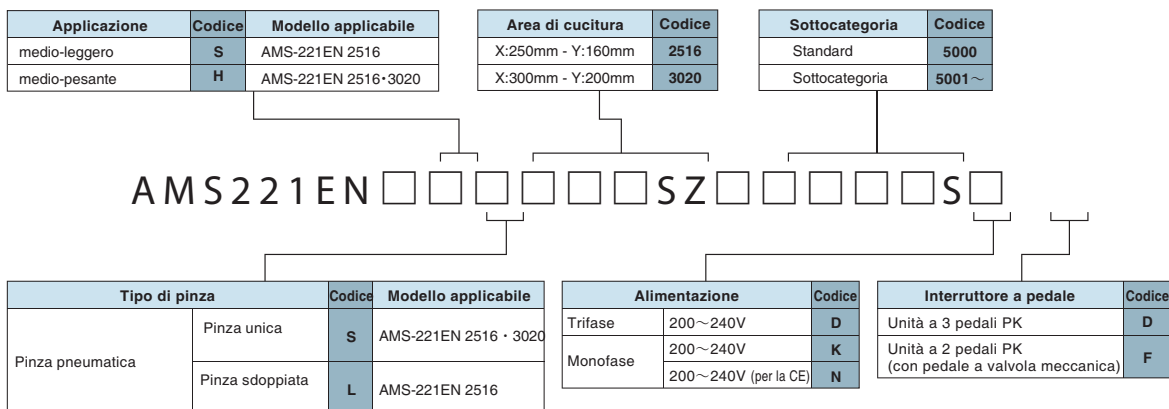 Applicazione Codice Modello applicabile
medio-leggero S AMS-221EN 2516
medio-pesante H AMS-221EN 2516・3020
Area di cucitura Codice
X:250mm - Y:160mm 2516
X:300mm - Y:200mm 3020
Sottocategoria Codice
Standard 5000
Sottocategoria 5001～
AMS221EN□□□□□□SZ□□□□□S□
Tipo di pinza Codice Modello applicabile
Pinza pneumatica
Pinza unica S AMS-221EN 2516・3020
Pinza sdoppiata L AMS-221EN 2516
Alimentazione Codice
Trifase 200～240V D
Monofase 200～240V K
200～240V (per la CE) N
Interruttore a pedale Codice
Unità a 3 pedali PK D
Unità a 2 pedali PK
(con pedale a valvola meccanica) F